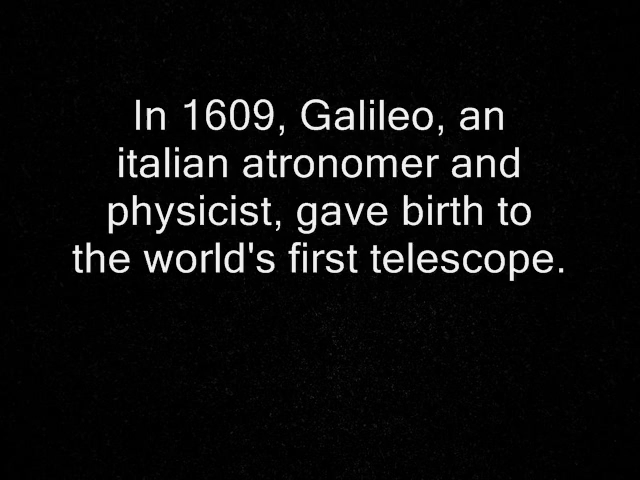 In 1609, Galileo, an
italian atronomer and
physicist, gave birth to
the world's first telescope.